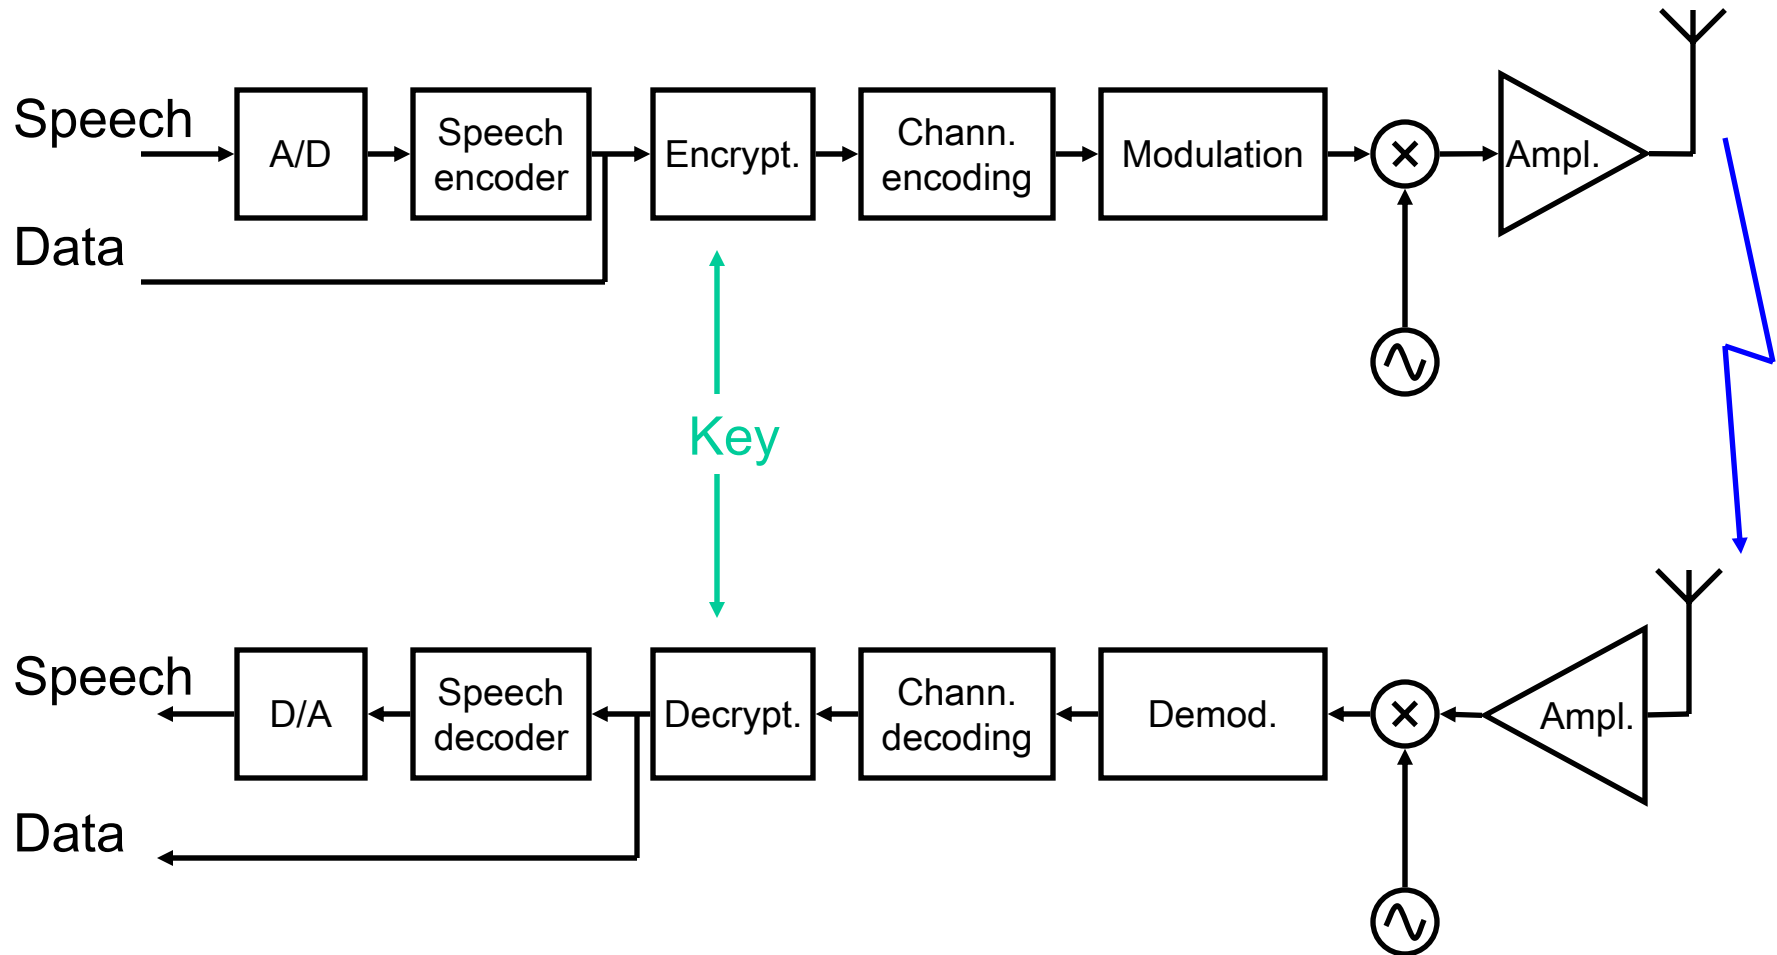 Speech
A/D
Speech
encoder
Encrypt.
Chann.
encoding
Modulation
Ampl.
Data
Key
Speech
D/A
Speech
decoder
Decrypt.
Chann.
decoding
Demod.
Ampl.
Data